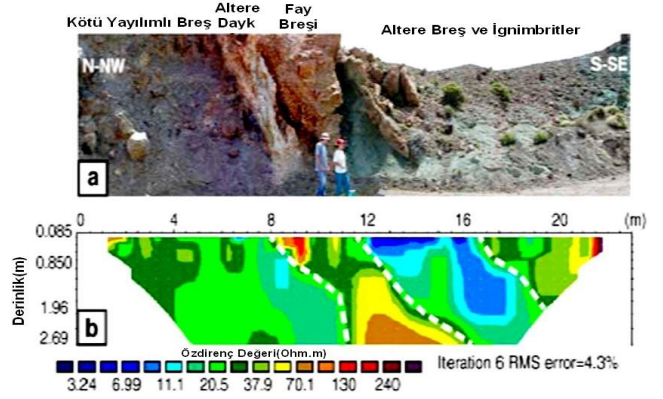 Kötü Yayılımlı Breş
Altere
Dayk
Fay
Breşi
Altere Breş ve İgnimbritler
N-NW
S-SE
a
0 4 8 12 16 20 (m)
0.085
0.850
1.96
2.69
Derinlik(m)
b
Özdirenç Değeri(Ohm.m)
3.24 6.99 11.1 20.5 37.9 70.1 130 240
Iteration 6 RMS error=4.3%